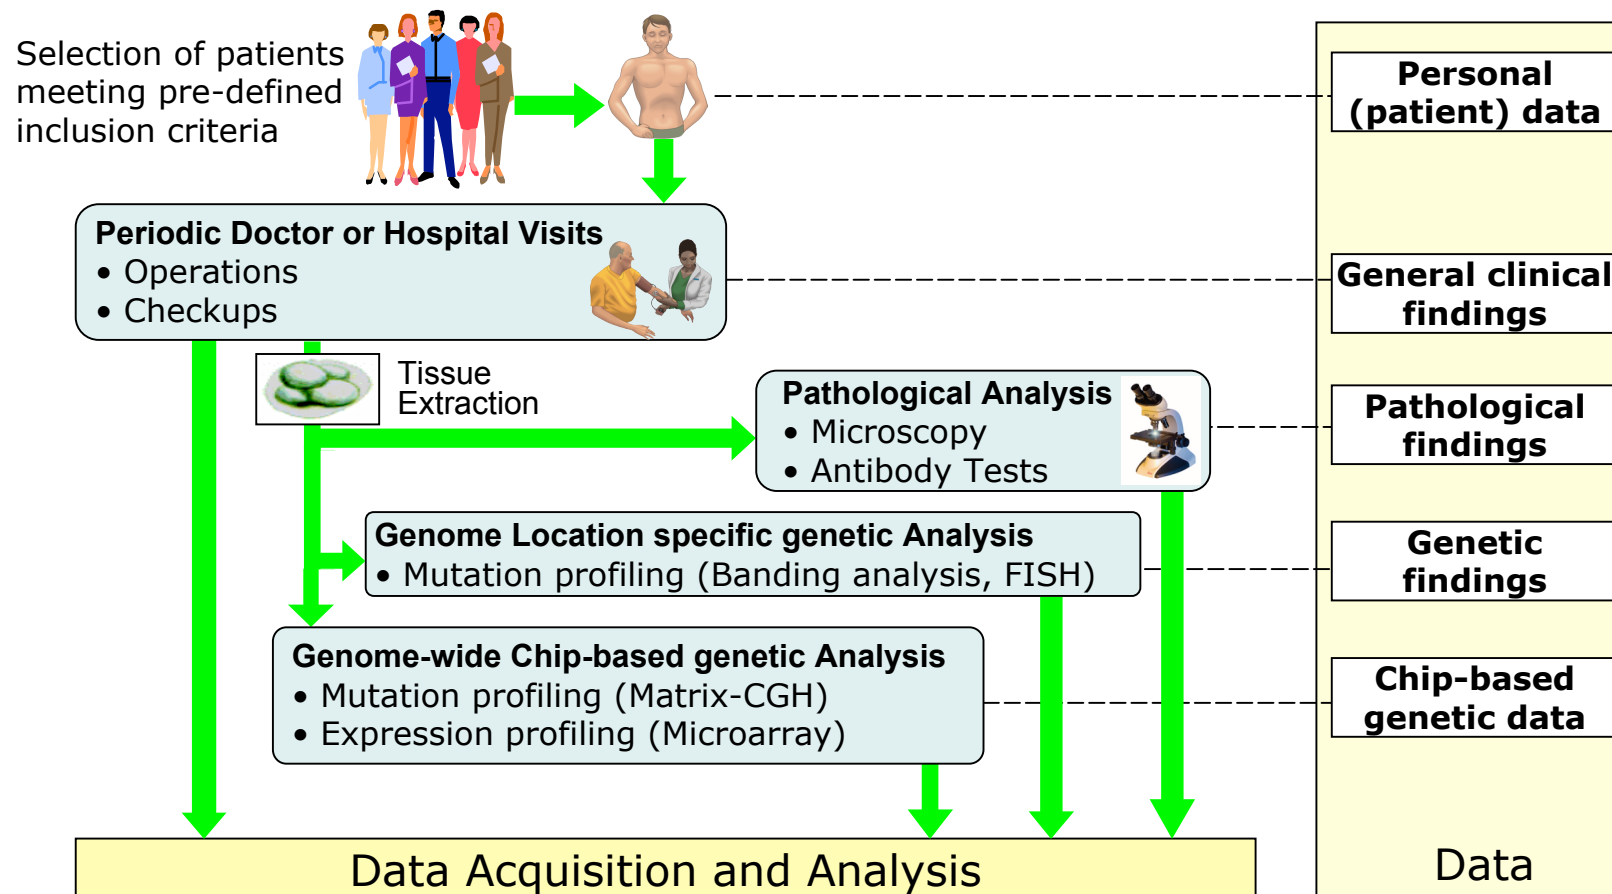 Selection of patients
meeting pre-defined
inclusion criteria
Personal
(patient) data
Periodic Doctor or Hospital Visits
• Operations
• Checkups
General clinical
findings
Tissue
Extraction
Pathological Analysis
• Microscopy
• Antibody Tests
Pathological
findings
Genome Location specific genetic Analysis
• Mutation profiling (Banding analysis, FISH)
Genetic
findings
Genome-wide Chip-based genetic Analysis
• Mutation profiling (Matrix-CGH)
• Expression profiling (Microarray)
Chip-based
genetic data
Data Acquisition and Analysis
Data